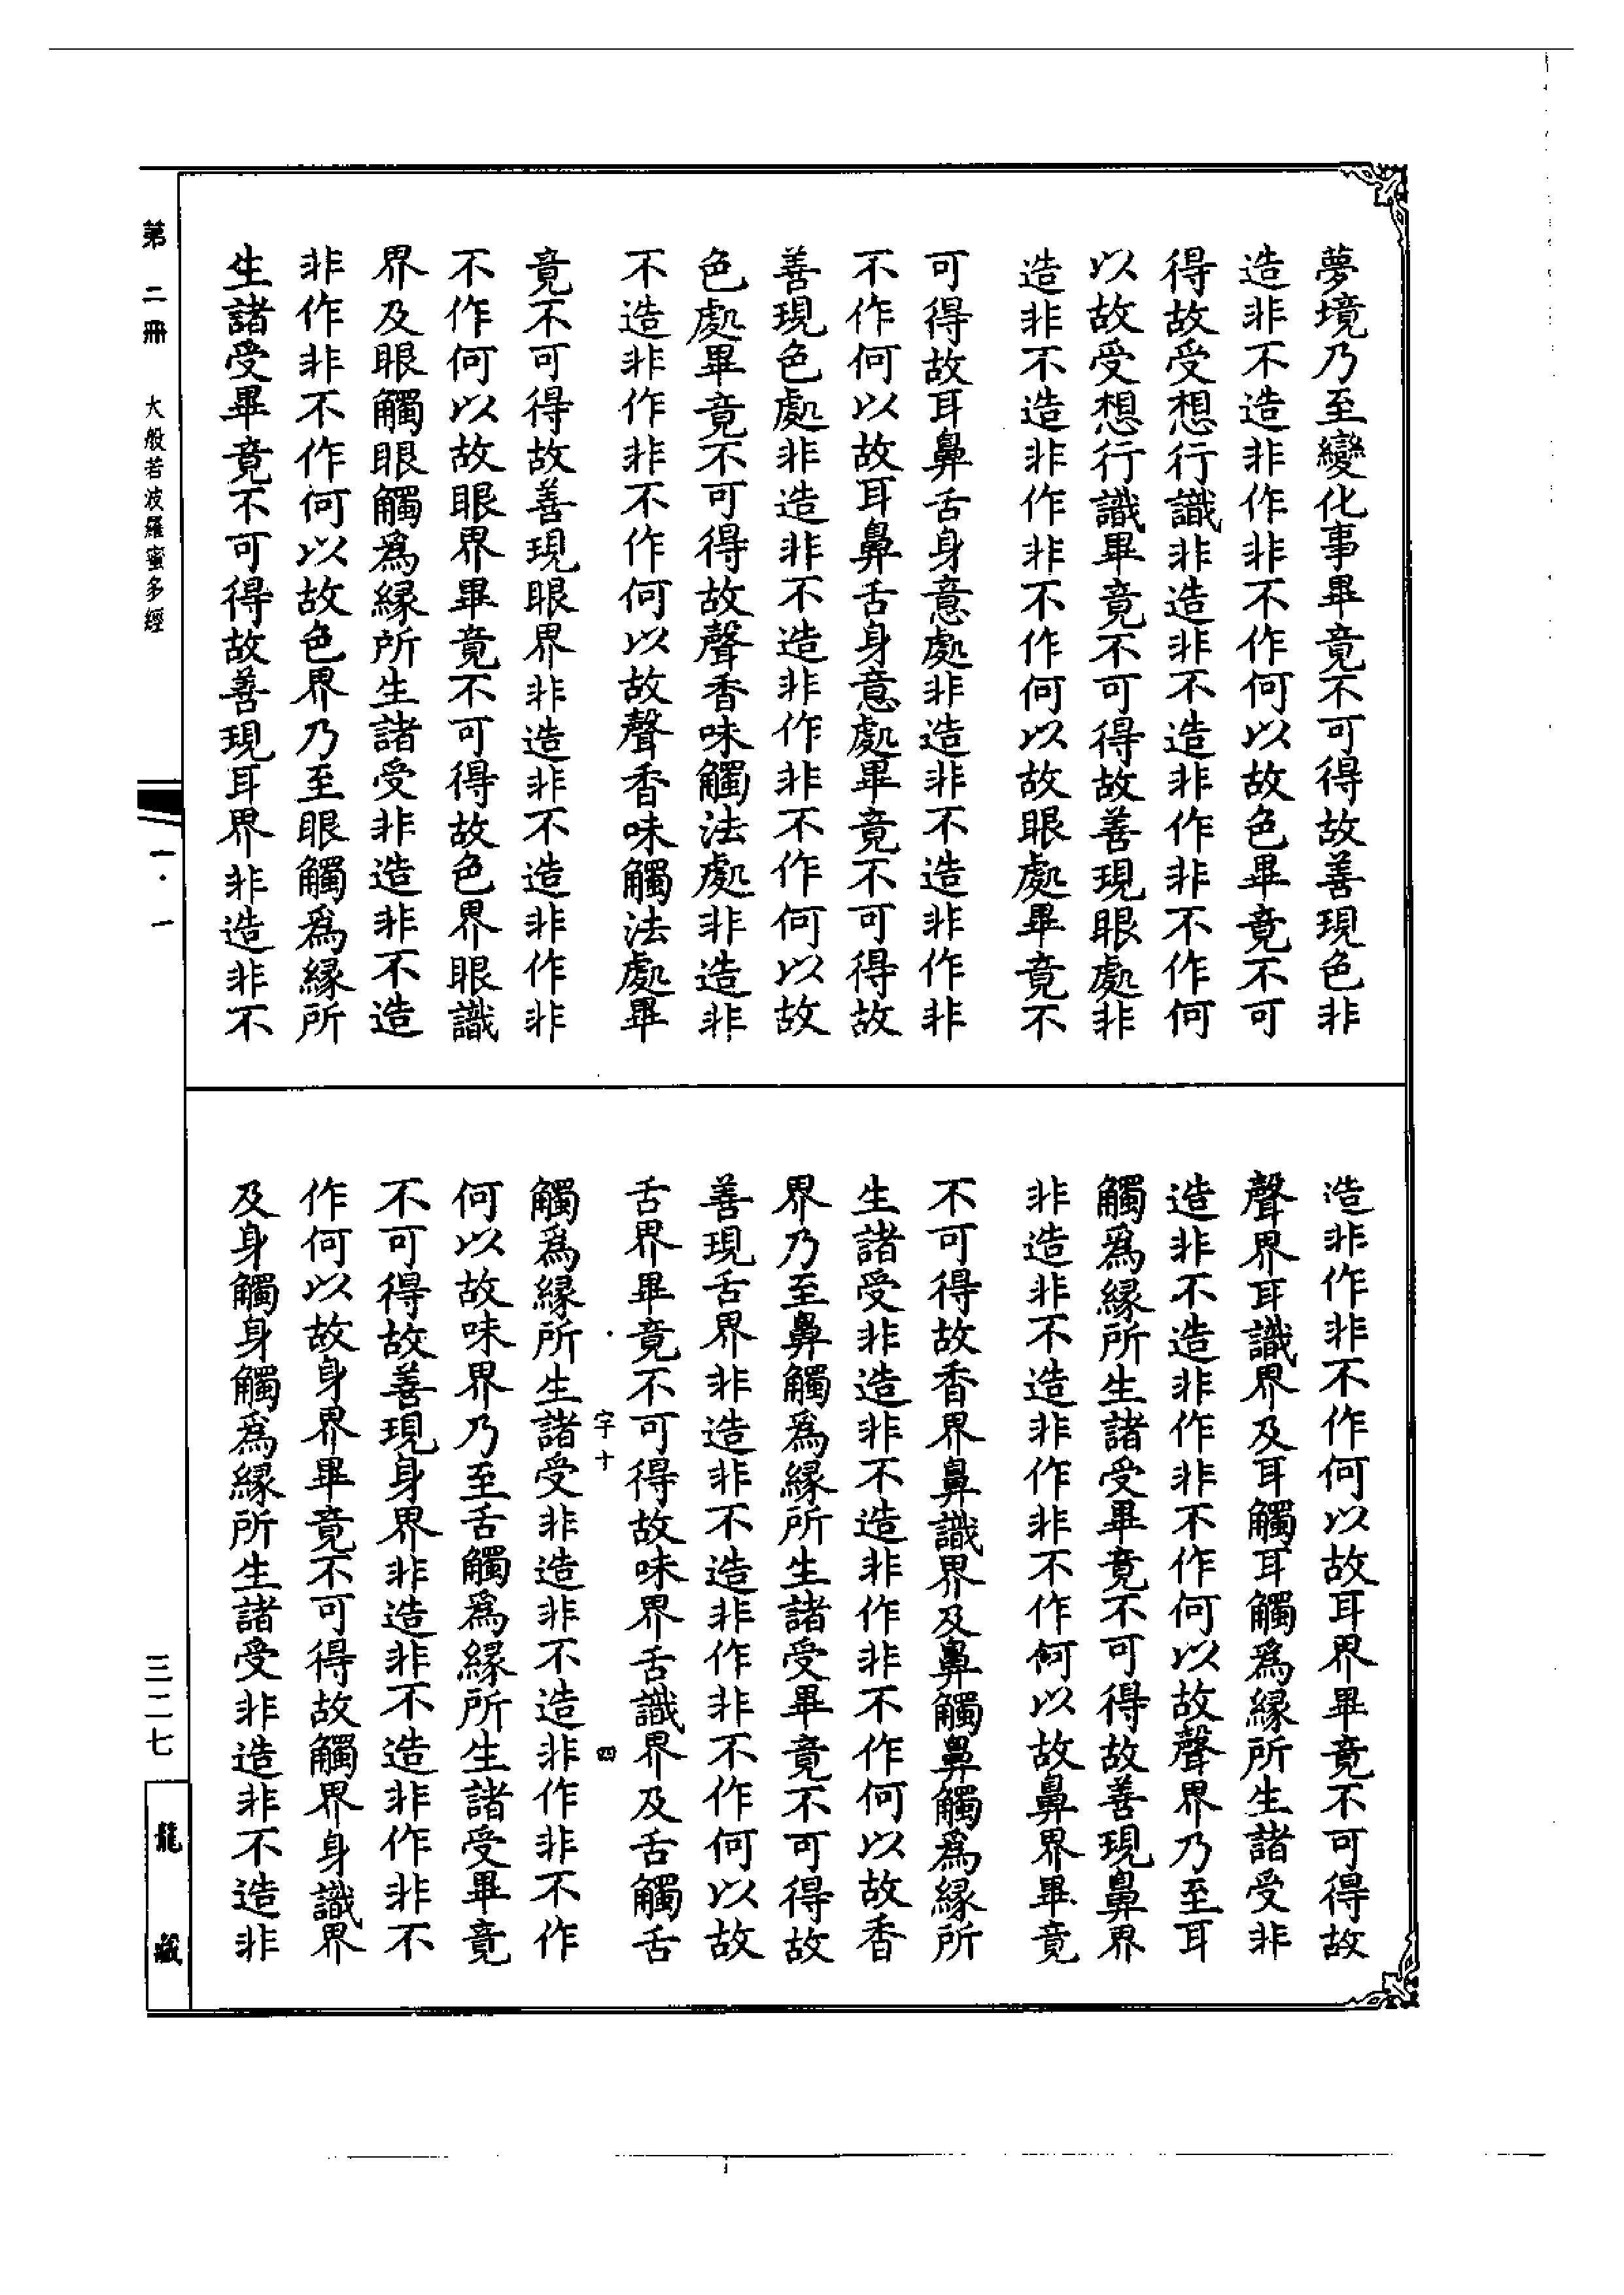 夢境乃至變化事畢竟不可得故善現色非
造非不造非作非不作何以故色畢竟不可
得故受想行識非造非不造非作非不作何
以故受想行識畢竟不可得故善現眼處非
造非不造非作非不作何以故眼處畢竟不
可得故耳鼻舌身意處非造非不造非作非
不作何以故耳鼻舌身意處畢竟不可得故
善現色處非造非不造非作非不作何以故
色處畢竟不可得故聲香味觸法處非造非
不造非作非不作何以故聲香味觸法處畢
竟不可得故善現眼界非造非不造非作非
不作何以故眼界畢竟不可得故色界眼識
界及眼觸眼觸爲緣所生諸受非造非不造
非作非不作何以故色界乃至眼觸爲緣所
生諸受畢竟不可得故善現耳界非造非不
造非作非不作何以故耳界畢竟不可得故
聲界耳識界及耳觸耳觸爲緣所生諸受非
造非不造非作非不作何以故聲界乃至耳
觸爲緣所生諸受畢竟不可得故善現鼻界
非造非不造非作非不作何以故鼻界畢竟
不可得故香界鼻識界及鼻觸鼻觸爲緣所
生諸受非造非不造非作非不作何以故香
界乃至鼻觸爲緣所生諸受畢竟不可得故
善現舌界非造非不造非作非不作何以故
舌界畢竟不可得故味界舌識界及舌觸舌
字十 四
觸爲緣所生諸受非造非不造非作非不作
何以故味界乃至舌觸爲緣所生諸受畢竟
不可得故善現身界非造非不造非作非不
作何以故身界畢竟不可得故觸界身識界
及身觸身觸爲緣所生諸受非造非不造非
第二冊 大般若波羅蜜多經 一·一 三二七 龍藏